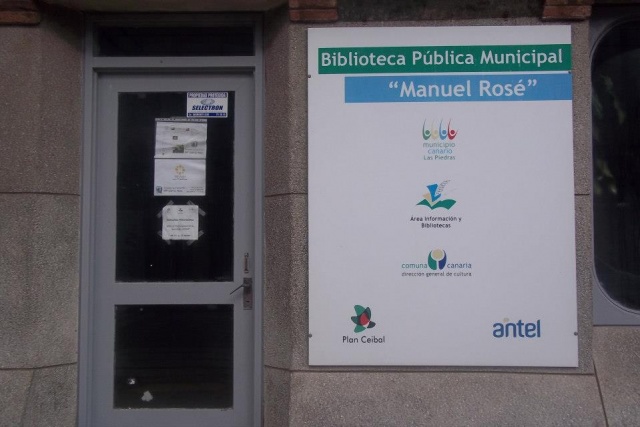 Biblioteca Pública Municipal
“Manuel Rosé”
municipio
canario
Las Piedras
Area Información y
Bibliotecas
comuna canaria
dirección general de cultura
Plan Ceibal
antel
SELECTRON